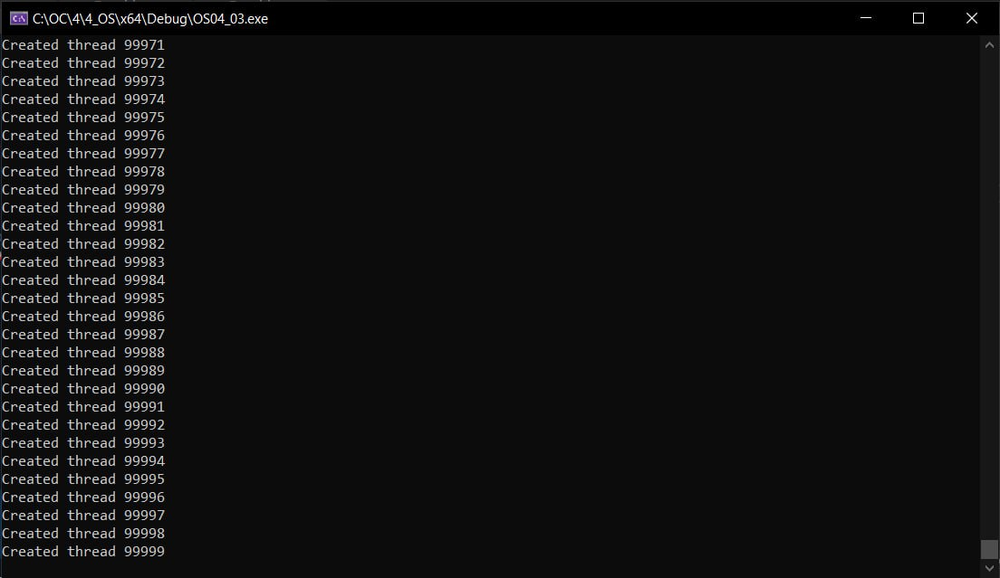 C:\OC\4\4_OS\x64\Debug\OS04_03.exe
Created thread 99971
Created thread 99972
Created thread 99973
Created thread 99974
Created thread 99975
Created thread 99976
Created thread 99977
Created thread 99978
Created thread 99979
Created thread 99980
Created thread 99981
Created thread 99982
Created thread 99983
Created thread 99984
Created thread 99985
Created thread 99986
Created thread 99987
Created thread 99988
Created thread 99989
Created thread 99990
Created thread 99991
Created thread 99992
Created thread 99993
Created thread 99994
Created thread 99995
Created thread 99996
Created thread 99997
Created thread 99998
Created thread 99999